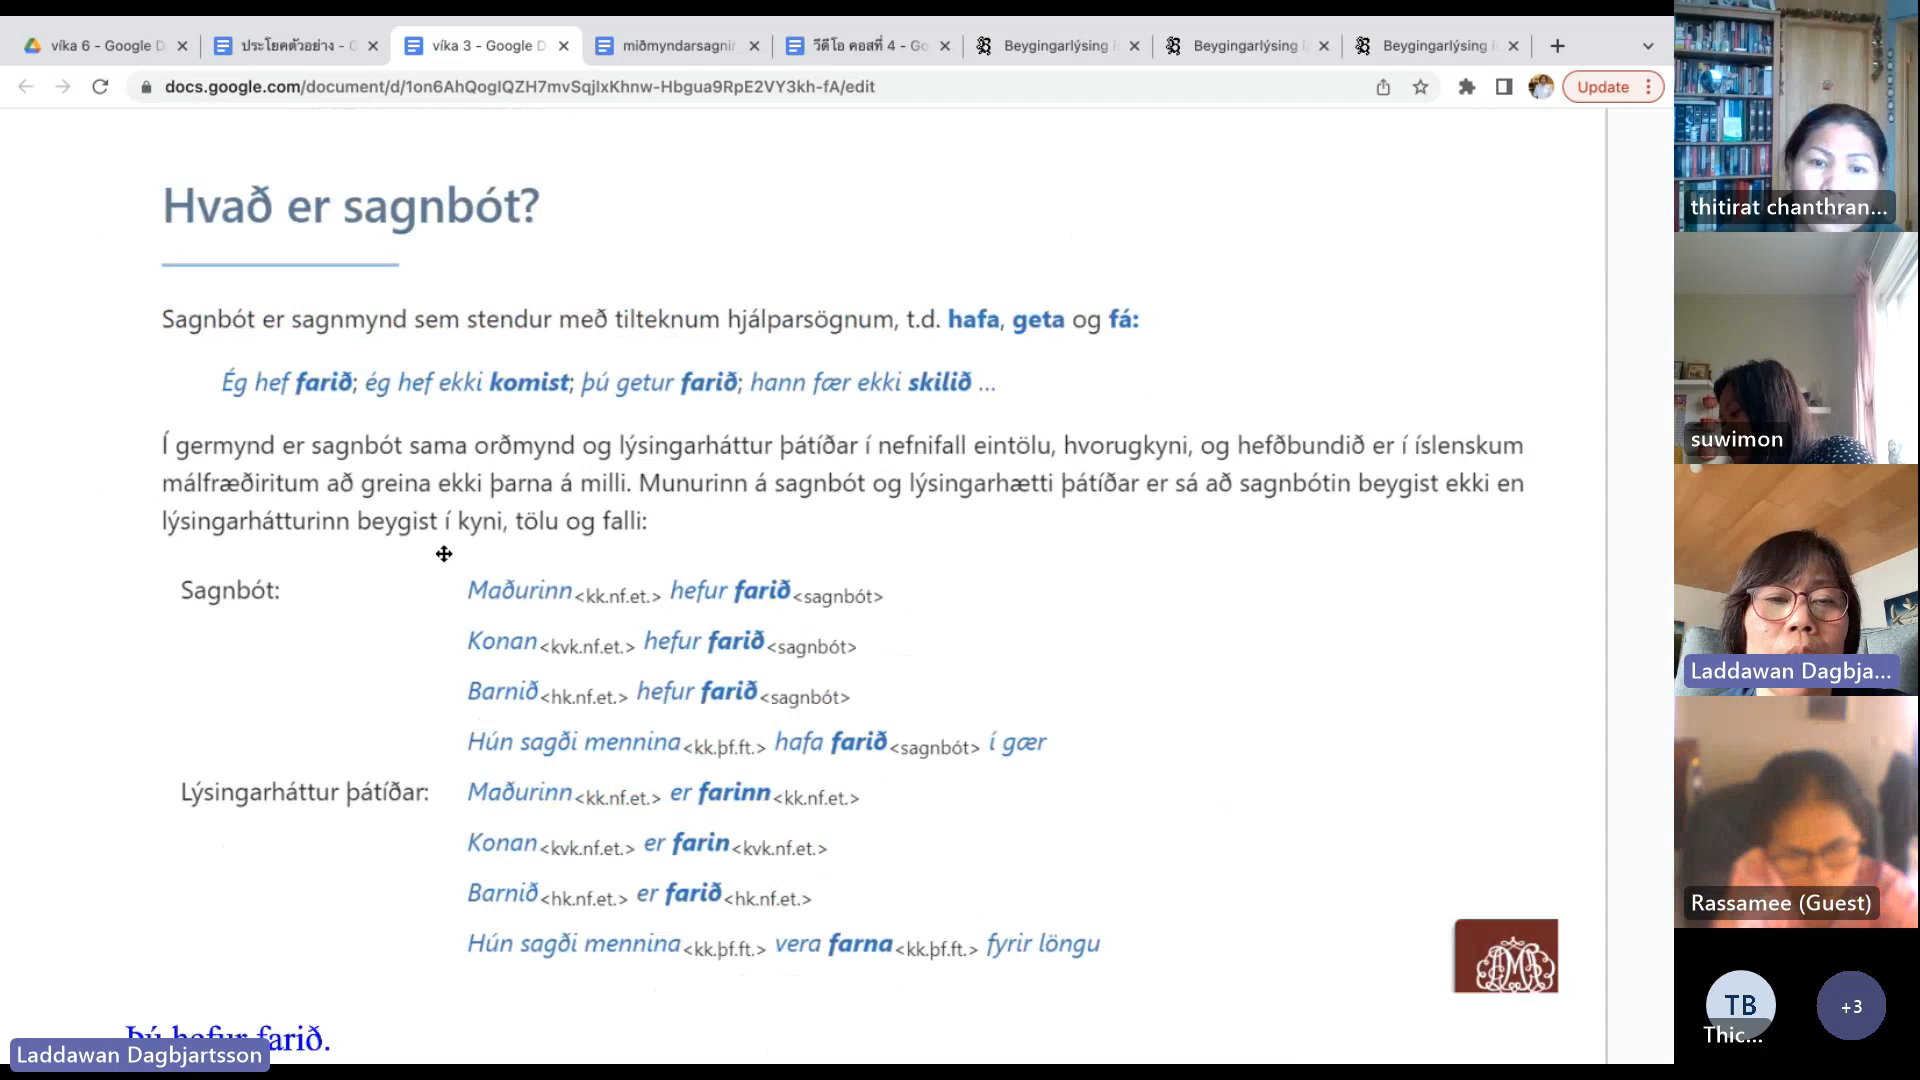 víka 6 - Google D
ประโยคตัวอย่าง - G
víka 3 - Google D
miðmyndarsagnir
วีดีโอ คอสที่ 4 - Go
Beygingarlýsing í
Beygingarlýsing í
Beygingarlýsing í
docs.google.com/document/d/1on6AhQogIQZH7mvSqjIxKhnw-Hbgua9RpE2VY3kh-fA/edit
Update
Hvað er sagnbót?
Sagnbót er sagnmynd sem stendur með tilteknum hjálparsögnum, t.d. hafa, geta og fá:
Ég hef farið; ég hef ekki komist; þú getur farið; hann fær ekki skilið ...
Í germynd er sagnbót sama orðmynd og lýsingarháttur þátíðar í nefnifall eintölu, hvorugkyni, og hefðbundið er í íslenskum
málfræðiritum að greina ekki þarna á milli. Munurinn á sagnbót og lýsingarhætti þátíðar er sá að sagnbótin beygist ekki en
lýsingarhátturinn beygist í kyni, tölu og falli:
Sagnbót: Maðurinn<kk.nf.et.> hefur farið<sagnbót>
Konan<kvk.nf.et.> hefur farið<sagnbót>
Barnið<hk.nf.et.> hefur farið<sagnbót>
Hún sagði mennina<kk.þf.ft.> hafa farið<sagnbót> í gær
Lýsingarháttur þátíðar: Maðurinn<kk.nf.et.> er farinn<kk.nf.et.>
Konan<kvk.nf.et.> er farin<kvk.nf.et.>
Barnið<hk.nf.et.> er farið<hk.nf.et.>
Hún sagði mennina<kk.þf.ft.> vera farna<kk.þf.ft.> fyrir löngu
Þú hefur farið.
Laddawan Dagbjartsson
thitirat chanthran...
suwimon
Laddawan Dagbja...
Rassamee (Guest)
TB
Thic...
+3